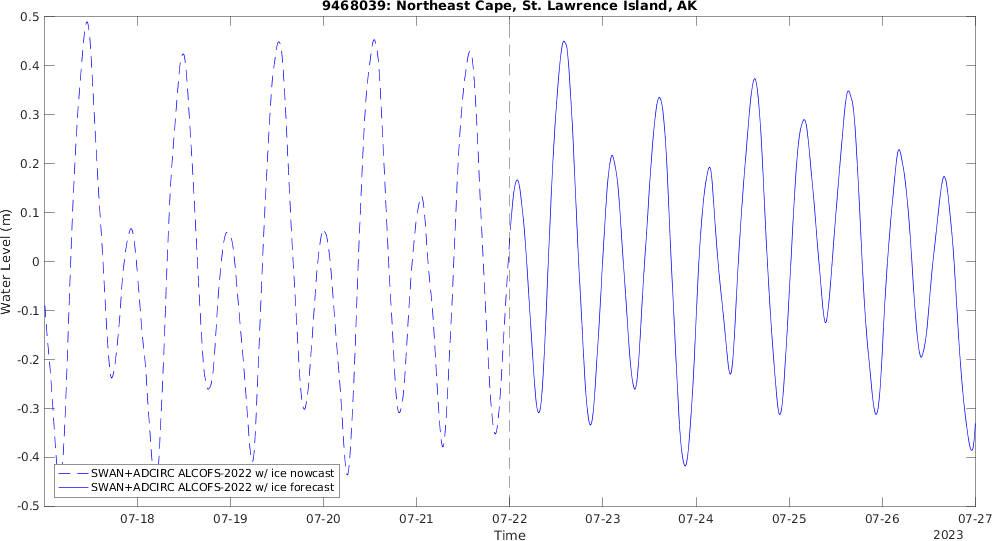 9468039: Northeast Cape, St. Lawrence Island, AK
0.5
0.4
0.3
0.2
0.1
0
-0.1
-0.2
-0.3
-0.4
-0.5
Water Level (m)
SWAN+ADCIRC ALCOFS-2022 w/ ice nowcast
SWAN+ADCIRC ALCOFS-2022 w/ ice forecast
07-18 07-19 07-20 07-21 07-22 07-23 07-24 07-25 07-26 07-27
Time
2023